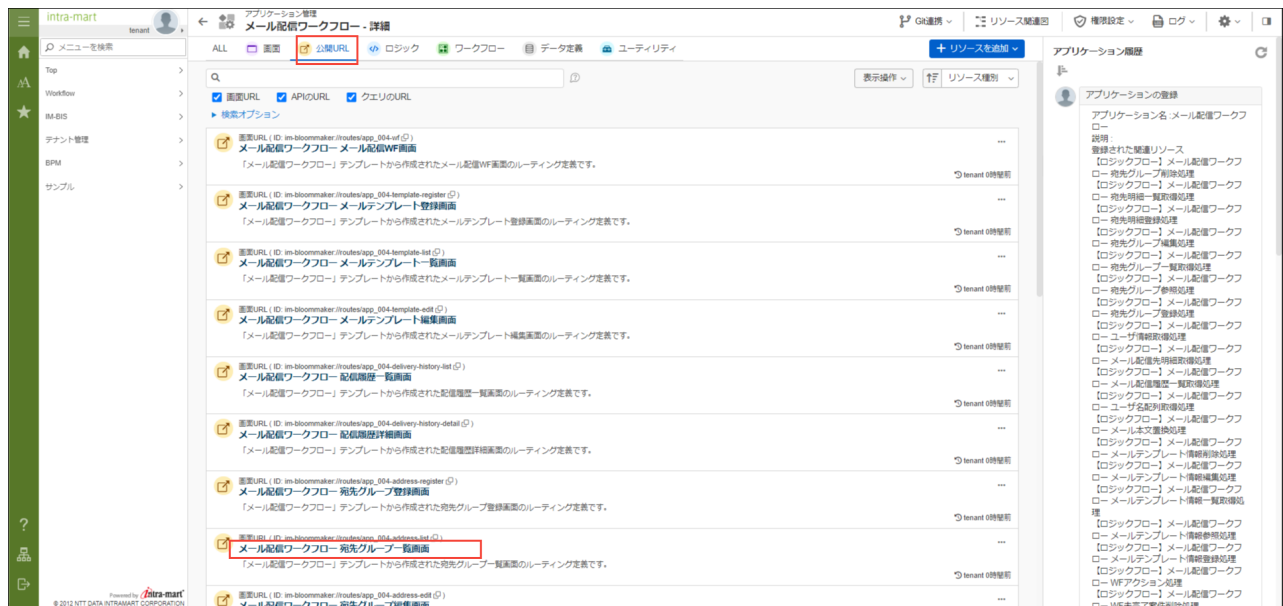 intra-mart
tenant
メニューを検索
Top
Workflow
IM-BIS
テナント管理
BPM
サンプル
Powered by intra-mart
© 2012 NTT DATA INTRAMART CORPORATION
アプリケーション管理
メール配信ワークフロー - 詳細
Git連携
リソース関連図
権限設定
ログ
ALL 画面 公開URL ロジック ワークフロー データ定義 ユーティリティ
+ リソースを追加
表示操作
リソース種別
画面URL APIのURL クエリのURL
検索オプション
画面URL ( ID: im-bloommaker://routes/app_004-wf )
メール配信ワークフロー メール配信WF画面
「メール配信ワークフロー」テンプレートから作成されたメール配信WF画面のルーティング定義です。
tenant 0時間前
画面URL ( ID: im-bloommaker://routes/app_004-template-register )
メール配信ワークフロー メールテンプレート登録画面
「メール配信ワークフロー」テンプレートから作成されたメールテンプレート登録画面のルーティング定義です。
tenant 0時間前
画面URL ( ID: im-bloommaker://routes/app_004-template-list )
メール配信ワークフロー メールテンプレート一覧画面
「メール配信ワークフロー」テンプレートから作成されたメールテンプレート一覧画面のルーティング定義です。
tenant 0時間前
画面URL ( ID: im-bloommaker://routes/app_004-template-edit )
メール配信ワークフロー メールテンプレート編集画面
「メール配信ワークフロー」テンプレートから作成されたメールテンプレート編集画面のルーティング定義です。
tenant 0時間前
画面URL ( ID: im-bloommaker://routes/app_004-delivery-history-list )
メール配信ワークフロー 配信履歴一覧画面
「メール配信ワークフロー」テンプレートから作成された配信履歴一覧画面のルーティング定義です。
tenant 0時間前
画面URL ( ID: im-bloommaker://routes/app_004-delivery-history-detail )
メール配信ワークフロー 配信履歴詳細画面
「メール配信ワークフロー」テンプレートから作成された配信履歴詳細画面のルーティング定義です。
tenant 0時間前
画面URL ( ID: im-bloommaker://routes/app_004-address-register )
メール配信ワークフロー 宛先グループ登録画面
「メール配信ワークフロー」テンプレートから作成された宛先グループ登録画面のルーティング定義です。
tenant 0時間前
画面URL ( ID: im-bloommaker://routes/app_004-address-list )
メール配信ワークフロー 宛先グループ一覧画面
「メール配信ワークフロー」テンプレートから作成された宛先グループ一覧画面のルーティング定義です。
tenant 0時間前
画面URL ( ID: im-bloommaker://routes/app_004-address-edit )
メール配信ワークフロー 宛先グループ編集画面
アプリケーション履歴
アプリケーションの登録
アプリケーション名 :メール配信ワークフ
ロー
説明 :
登録された関連リソース
【ロジックフロー】メール配信ワークフ
ロー 宛先グループ削除処理
【ロジックフロー】メール配信ワークフ
ロー 宛先明細一覧取得処理
【ロジックフロー】メール配信ワークフ
ロー 宛先明細登録処理
【ロジックフロー】メール配信ワークフ
ロー 宛先グループ編集処理
【ロジックフロー】メール配信ワークフ
ロー 宛先グループ一覧取得処理
【ロジックフロー】メール配信ワークフ
ロー 宛先グループ参照処理
【ロジックフロー】メール配信ワークフ
ロー 宛先グループ登録処理
【ロジックフロー】メール配信ワークフ
ロー ユーザ情報取得処理
【ロジックフロー】メール配信ワークフ
ロー メール配信先明細取得処理
【ロジックフロー】メール配信ワークフ
ロー メール配信履歴一覧取得処理
【ロジックフロー】メール配信ワークフ
ロー ユーザ名配列取得処理
【ロジックフロー】メール配信ワークフ
ロー メール本文置換処理
【ロジックフロー】メール配信ワークフ
ロー メールテンプレート情報削除処理
【ロジックフロー】メール配信ワークフ
ロー メールテンプレート情報編集処理
【ロジックフロー】メール配信ワークフ
ロー メールテンプレート情報一覧取得処
理
【ロジックフロー】メール配信ワークフ
ロー メールテンプレート情報参照処理
【ロジックフロー】メール配信ワークフ
ロー メールテンプレート情報登録処理
【ロジックフロー】メール配信ワークフ
ロー WFアクション処理
【ロジックフロー】メール配信ワークフ
ロー WF未完了案件削除処理